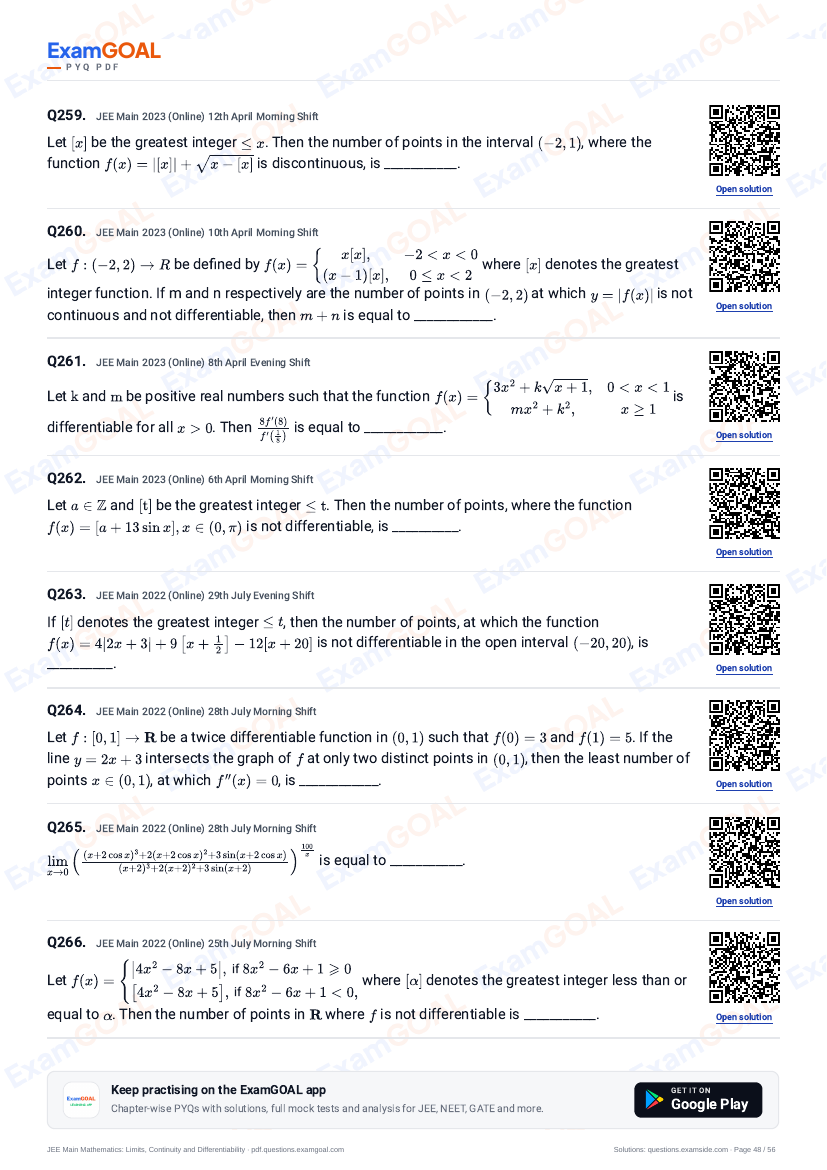 ExamGOAL
PYQ PDF
Q259. JEE Main 2023 (Online) 12th April Morning Shift
Let [x] be the greatest integer ≤ x. Then the number of points in the interval (−2, 1), where the
function f(x) = |[x]| + √(x − [x]) is discontinuous, is ___________.
Open solution
Q260. JEE Main 2023 (Online) 10th April Morning Shift
Let f : (−2, 2) → R be defined by f(x) = { x[x], −2 < x < 0
(x − 1)[x], 0 ≤ x < 2 where [x] denotes the greatest
integer function. If m and n respectively are the number of points in (−2, 2) at which y = |f(x)| is not
continuous and not differentiable, then m + n is equal to ____________.
Open solution
Q261. JEE Main 2023 (Online) 8th April Evening Shift
Let k and m be positive real numbers such that the function f(x) = { 3x² + k√(x + 1), 0 < x < 1
mx² + k², x ≥ 1 is
differentiable for all x > 0. Then 8f′(8)/f′(1/8) is equal to ____________.
Open solution
Q262. JEE Main 2023 (Online) 6th April Morning Shift
Let a ∈ ℤ and [t] be the greatest integer ≤ t. Then the number of points, where the function
f(x) = [a + 13 sin x], x ∈ (0, π) is not differentiable, is __________.
Open solution
Q263. JEE Main 2022 (Online) 29th July Evening Shift
If [t] denotes the greatest integer ≤ t, then the number of points, at which the function
f(x) = 4|2x + 3| + 9 [x + 1/2] − 12[x + 20] is not differentiable in the open interval (−20, 20), is
__________.
Open solution
Q264. JEE Main 2022 (Online) 28th July Morning Shift
Let f : [0, 1] → R be a twice differentiable function in (0, 1) such that f(0) = 3 and f(1) = 5. If the
line y = 2x + 3 intersects the graph of f at only two distinct points in (0, 1), then the least number of
points x ∈ (0, 1), at which f″(x) = 0, is ____________.
Open solution
Q265. JEE Main 2022 (Online) 28th July Morning Shift
lim x→0 ( ((x+2 cos x)³+2(x+2 cos x)²+3 sin(x+2 cos x)) / ((x+2)³+2(x+2)²+3 sin(x+2)) )^(100/x) is equal to ___________.
Open solution
Q266. JEE Main 2022 (Online) 25th July Morning Shift
Let f(x) = { |4x² − 8x + 5|, if 8x² − 6x + 1 ⩾ 0
[4x² − 8x + 5], if 8x² − 6x + 1 < 0, where [α] denotes the greatest integer less than or
equal to α. Then the number of points in R where f is not differentiable is ___________.
Open solution
Keep practising on the ExamGOAL app
Chapter-wise PYQs with solutions, full mock tests and analysis for JEE, NEET, GATE and more.
GET IT ON
Google Play
JEE Main Mathematics: Limits, Continuity and Differentiability · pdf.questions.examgoal.com
Solutions: questions.examside.com · Page 48 / 56